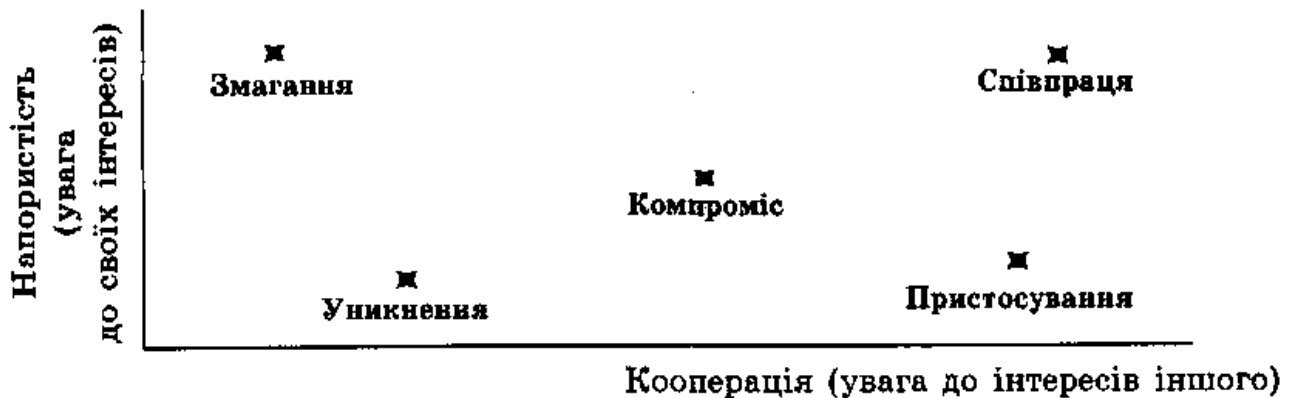 Напористість
(увага
до своїх інтересів)
Змагання
Співпраця
Компроміс
Уникнення
Пристосування
Кооперація (увага до інтересів іншого)